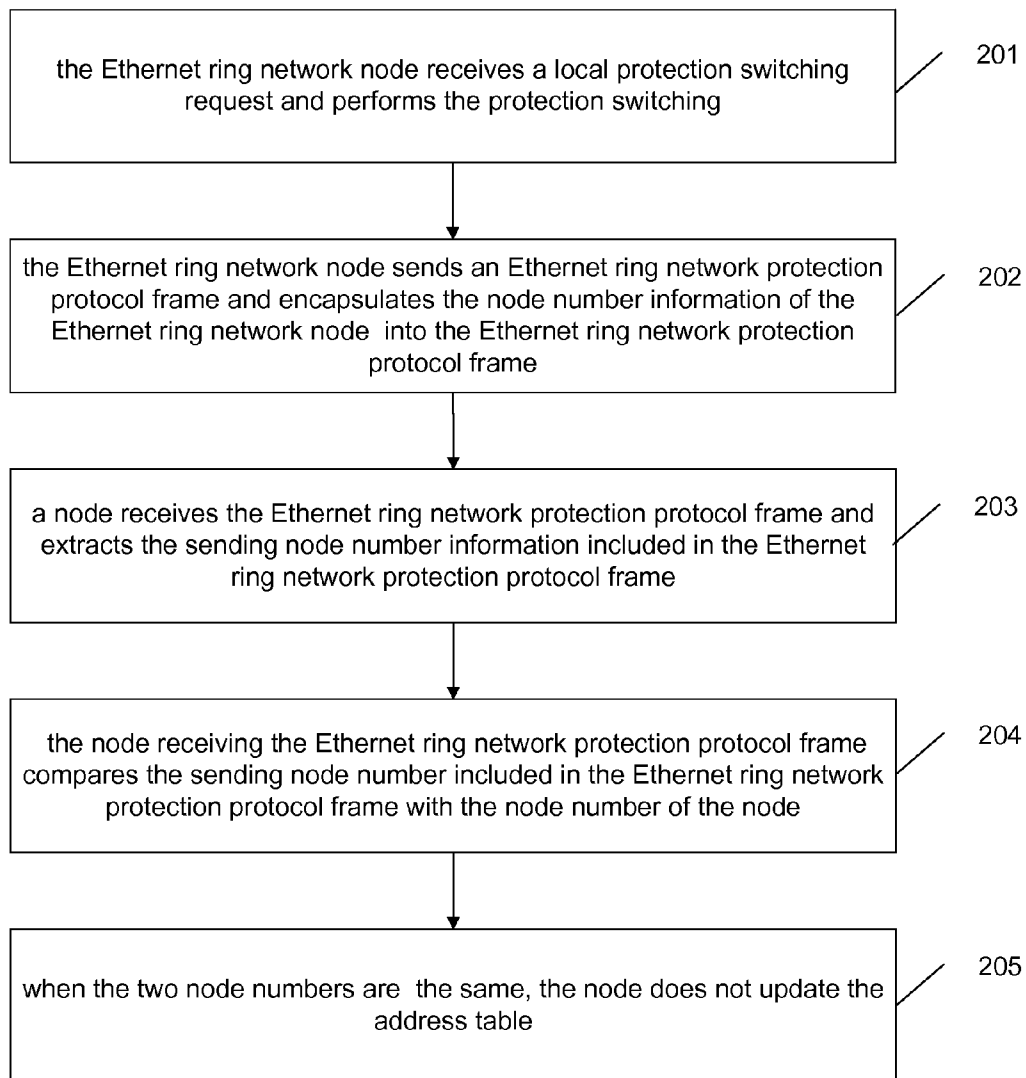 the Ethernet ring network node receives a local protection switching
request and performs the protection switching
201
the Ethernet ring network node sends an Ethernet ring network protection
protocol frame and encapsulates the node number information of the
Ethernet ring network node into the Ethernet ring network protection
protocol frame
202
a node receives the Ethernet ring network protection protocol frame and
extracts the sending node number information included in the Ethernet
ring network protection protocol frame
203
the node receiving the Ethernet ring network protection protocol frame
compares the sending node number included in the Ethernet ring network
protection protocol frame with the node number of the node
204
when the two node numbers are the same, the node does not update the
address table
205